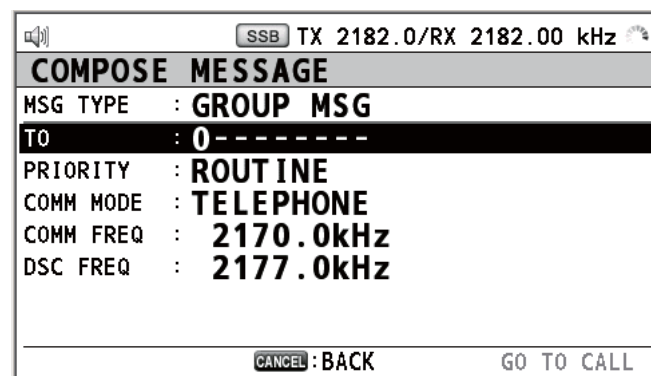 SSB TX 2182.0/RX 2182.00 kHz
COMPOSE MESSAGE
MSG TYPE : GROUP MSG
TO : 0--------
PRIORITY : ROUTINE
COMM MODE : TELEPHONE
COMM FREQ : 2170.0kHz
DSC FREQ : 2177.0kHz
CANCEL : BACK GO TO CALL